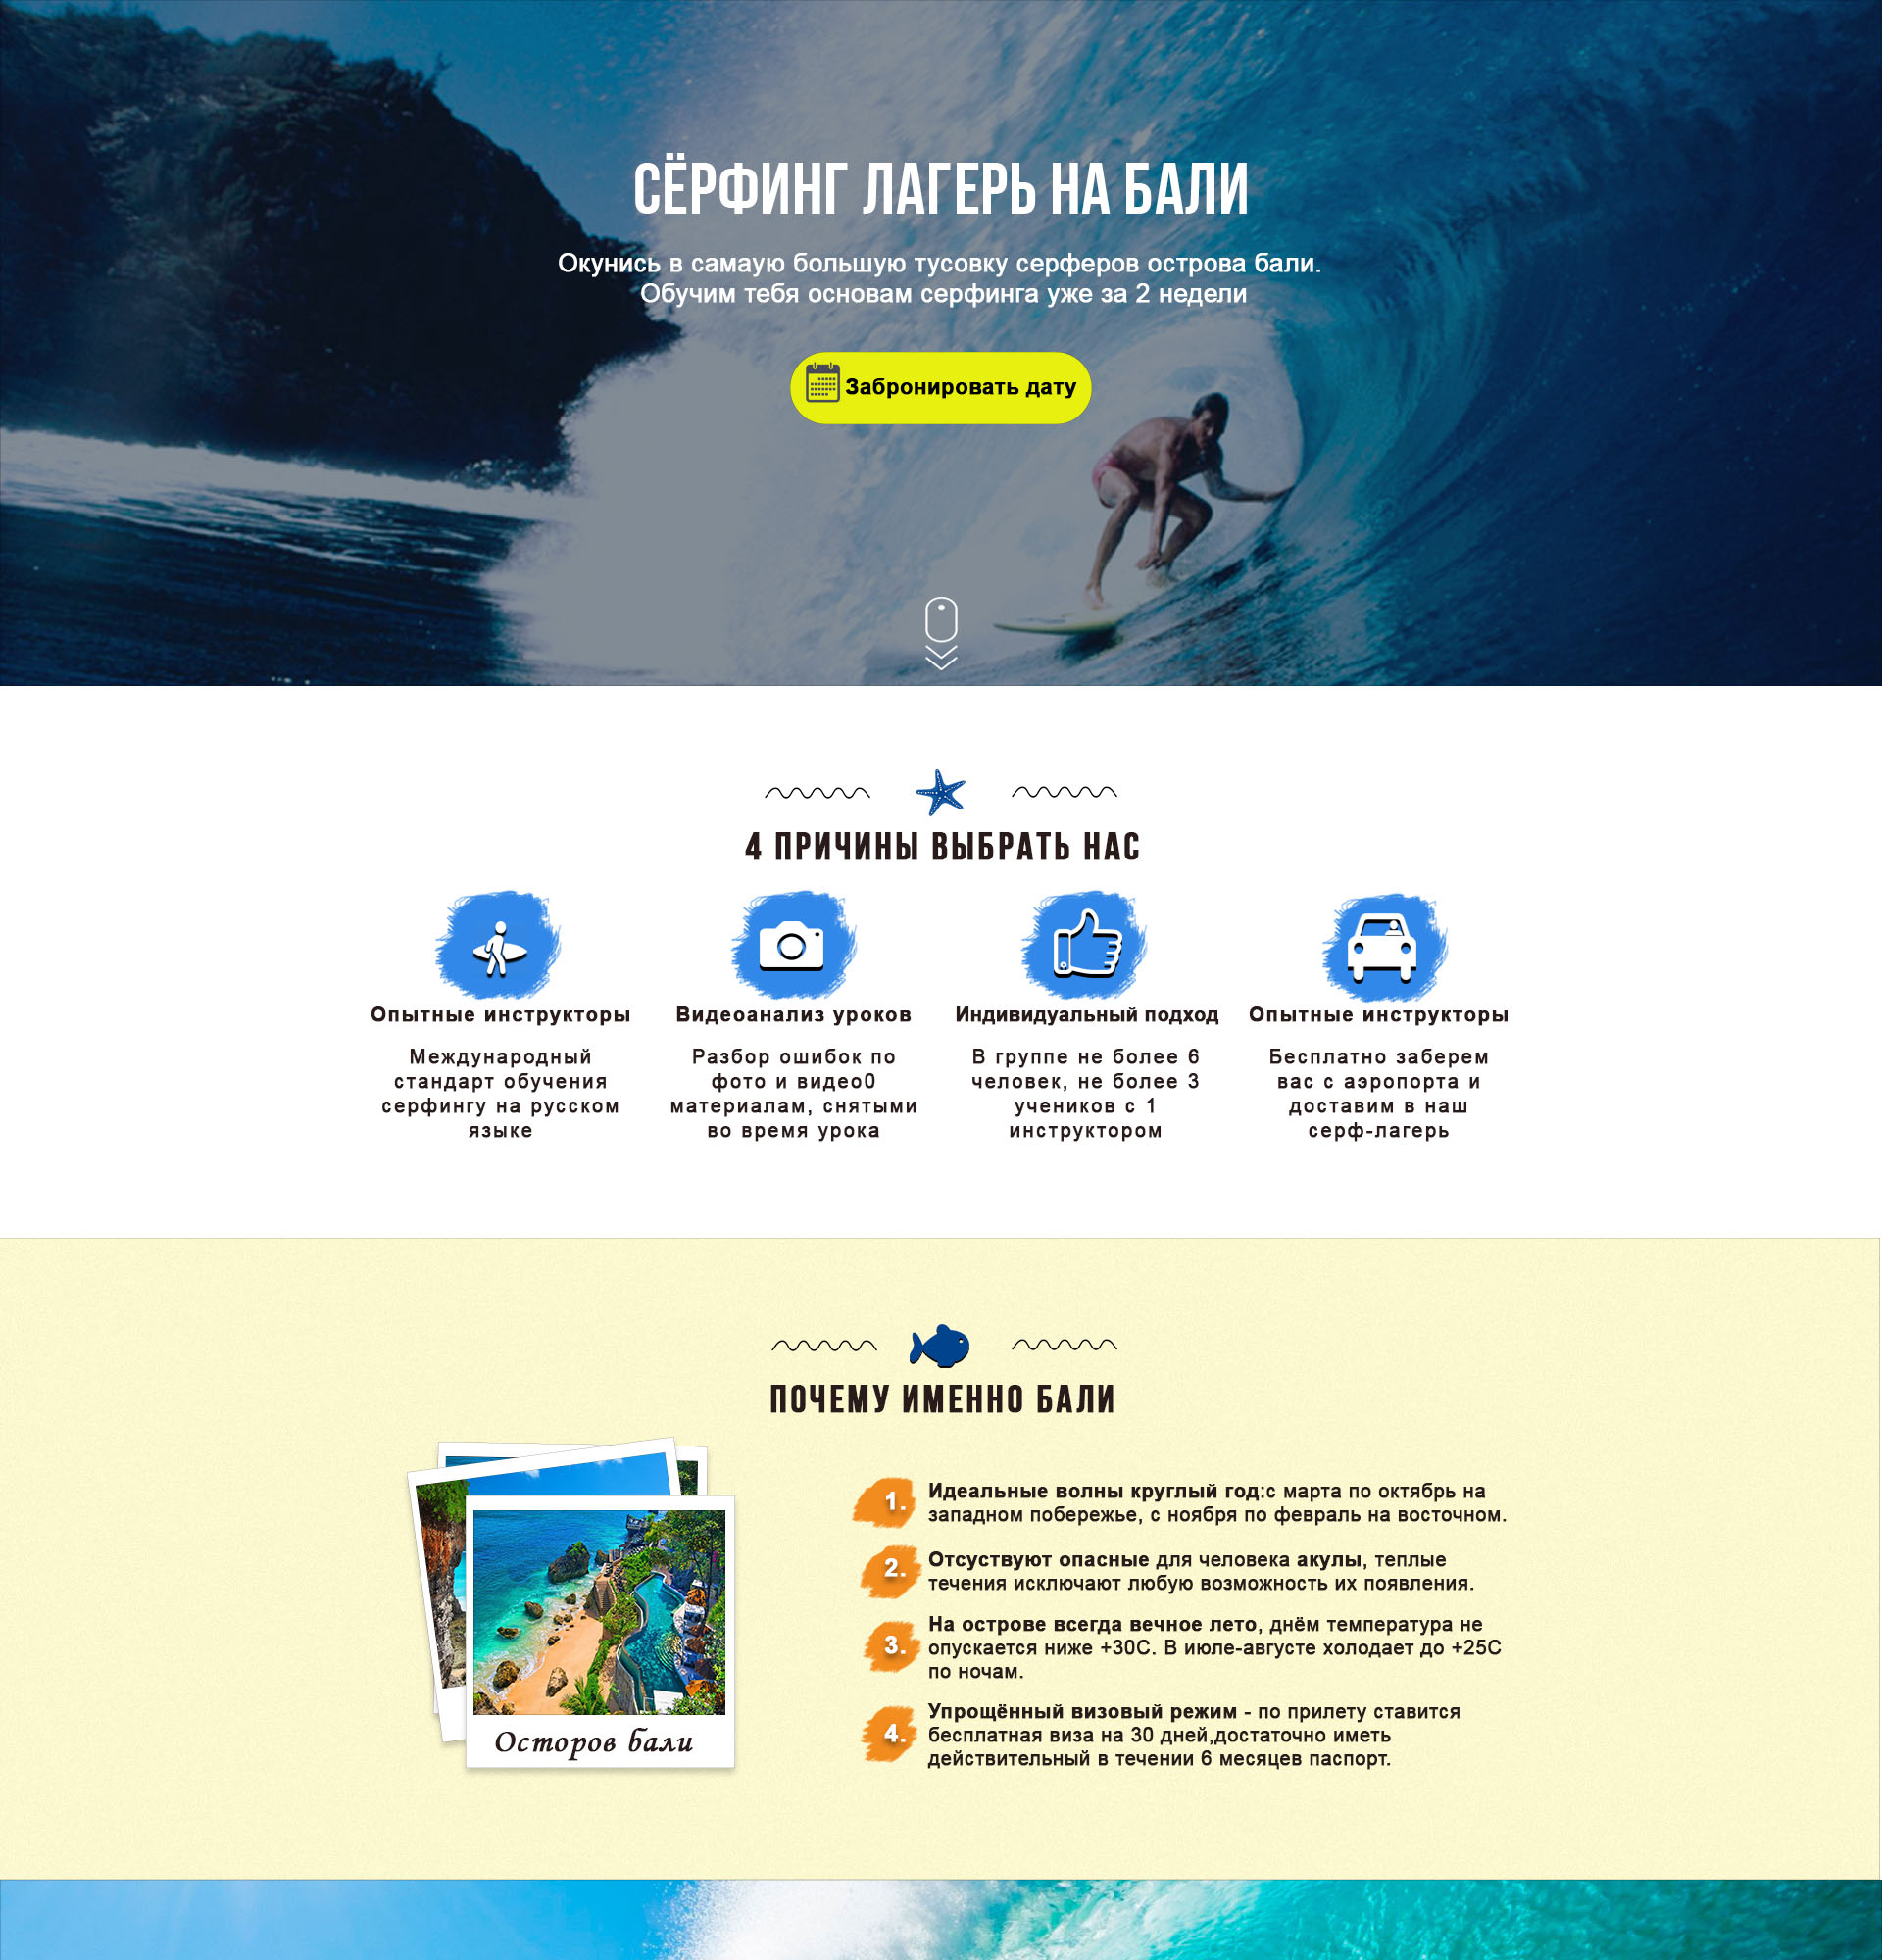 СЁРФИНГ ЛАГЕРЬ НА БАЛИ
Окунись в самаую большую тусовку серферов острова бали.
Обучим тебя основам серфинга уже за 2 недели
Забронировать дату
4 ПРИЧИНЫ ВЫБРАТЬ НАС
Опытные инструкторы
Международный
стандарт обучения
серфингу на русском
языке
Видеоанализ уроков
Разбор ошибок по
фото и видео0
материалам, снятыми
во время урока
Индивидуальный подход
В группе не более 6
человек, не более 3
учеников с 1
инструктором
Опытные инструкторы
Бесплатно заберем
вас с аэропорта и
доставим в наш
серф-лагерь
ПОЧЕМУ ИМЕННО БАЛИ
Осторов бали
1. Идеальные волны круглый год:с марта по октябрь на
западном побережье, с ноября по февраль на восточном.
2. Отсуствуют опасные для человека акулы, теплые
течения исключают любую возможность их появления.
3. На острове всегда вечное лето, днём температура не
опускается ниже +30С. В июле-августе холодает до +25С
по ночам.
4. Упрощённый визовый режим - по прилету ставится
бесплатная виза на 30 дней,достаточно иметь
действительный в течении 6 месяцев паспорт.